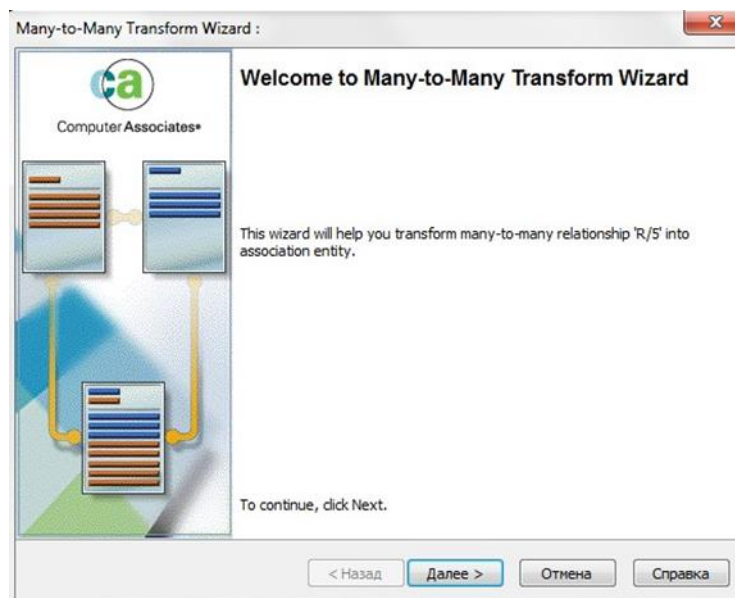 Many-to-Many Transform Wizard :
ca
Computer Associates®
Welcome to Many-to-Many Transform Wizard
This wizard will help you transform many-to-many relationship 'R/5' into
association entity.
To continue, click Next.
< Назад
Далее >
Отмена
Справка